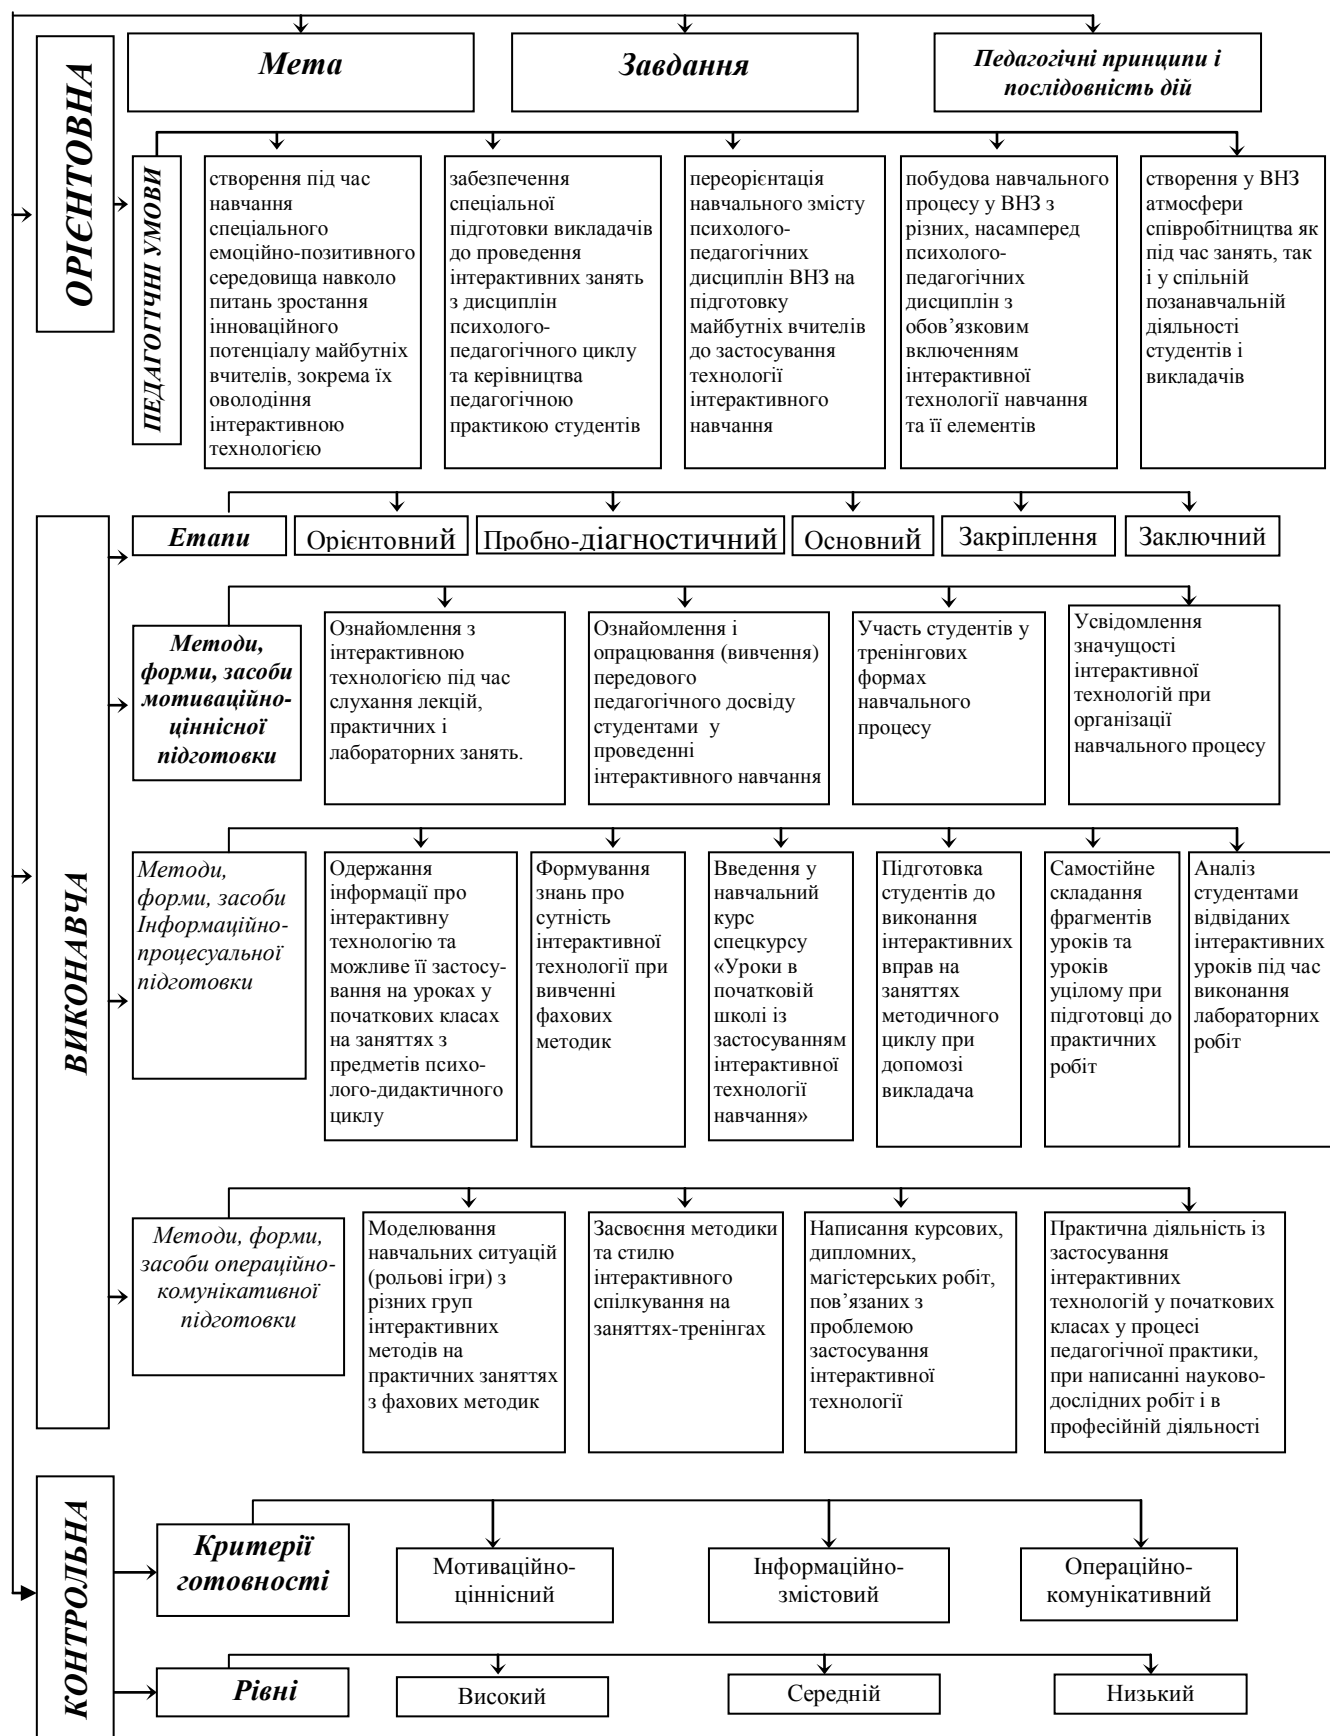 ОРІЄНТОВНА
Мета
Завдання
Педагогічні принципи і
послідовність дій
ПЕДАГОГІЧНІ УМОВИ
створення під час
навчання
спеціального
емоційно-позитивного
середовища навколо
питань зростання
інноваційного
потенціалу майбутніх
вчителів, зокрема їх
оволодіння
інтерактивною
технологією
забезпечення
спеціальної
підготовки викладачів
до проведення
інтерактивних занять
з дисциплін
психолого-
педагогічного циклу
та керівництва
педагогічною
практикою студентів
переорієнтація
навчального змісту
психолого-
педагогічних
дисциплін ВНЗ на
підготовку
майбутніх вчителів
до застосування
технології
інтерактивного
навчання
побудова навчального
процесу у ВНЗ з
різних, насамперед
психолого-
педагогічних
дисциплін з
обов’язковим
включенням
інтерактивної
технології навчання
та її елементів
створення у ВНЗ
атмосфери
співробітництва як
під час занять, так
і у спільній
позанавчальній
діяльності
студентів і
викладачів
ВИКОНАВЧА
Етапи
Орієнтовний
Пробно-діагностичний
Основний
Закріплення
Заключний
Методи,
форми, засоби
мотиваційно-
ціннісної
підготовки
Ознайомлення з
інтерактивною
технологією під час
слухання лекцій,
практичних і
лабораторних занять.
Ознайомлення і
опрацювання (вивчення)
передового
педагогічного досвіду
студентами у
проведенні
інтерактивного навчання
Участь студентів у
тренінгових
формах
навчального
процесу
Усвідомлення
значущості
інтерактивної
технологій при
організації
навчального процесу
Методи,
форми, засоби
Інформаційно-
процесуальної
підготовки
Одержання
інформації про
інтерактивну
технологію та
можливе її застосу-
вання на уроках у
початкових класах
на заняттях з
предметів психо-
лого-дидактичного
циклу
Формування
знань про
сутність
інтерактивної
технології при
вивченні
фахових
методик
Введення у
навчальний
курс
спецкурсу
«Уроки в
початковій
школі із
застосуванням
інтерактивної
технології
навчання»
Підготовка
студентів до
виконання
інтерактивних
вправ на
заняттях
методичного
циклу при
допомозі
викладача
Самостійне
складання
фрагментів
уроків та
уроків
уцілому при
підготовці до
практичних
робіт
Аналіз
студентами
відвіданих
інтерактивних
уроків під час
виконання
лабораторних
робіт
Методи, форми,
засоби операційно-
комунікативної
підготовки
Моделювання
навчальних ситуацій
(рольові ігри) з
різних груп
інтерактивних
методів на
практичних заняттях
з фахових методик
Засвоєння методики
та стилю
інтерактивного
спілкування на
заняттях-тренінгах
Написання курсових,
дипломних,
магістерських робіт,
пов’язаних з
проблемою
застосування
інтерактивної
технології
Практична діяльність із
застосування
інтерактивних
технологій у початкових
класах у процесі
педагогічної практики,
при написанні науково-
дослідних робіт і в
професійній діяльності
КОНТРОЛЬНА
Критерії
готовності
Мотиваційно-
ціннісний
Інформаційно-
змістовий
Операційно-
комунікативний
Рівні
Високий
Середній
Низький